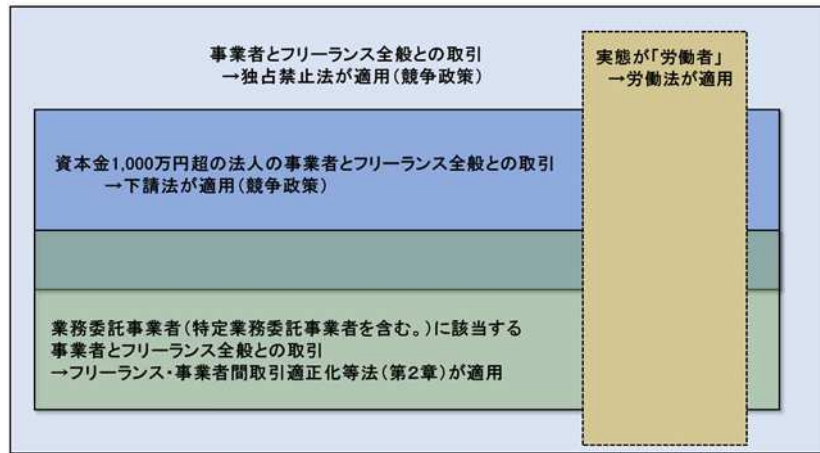 事業者とフリーランス全般との取引
→独占禁止法が適用(競争政策)
実態が「労働者」
→労働法が適用
資本金1,000万円超の法人の事業者とフリーランス全般との取引
→下請法が適用(競争政策)
業務委託事業者(特定業務委託事業者を含む。)に該当する
事業者とフリーランス全般との取引
→フリーランス・事業者間取引適正化等法(第2章)が適用